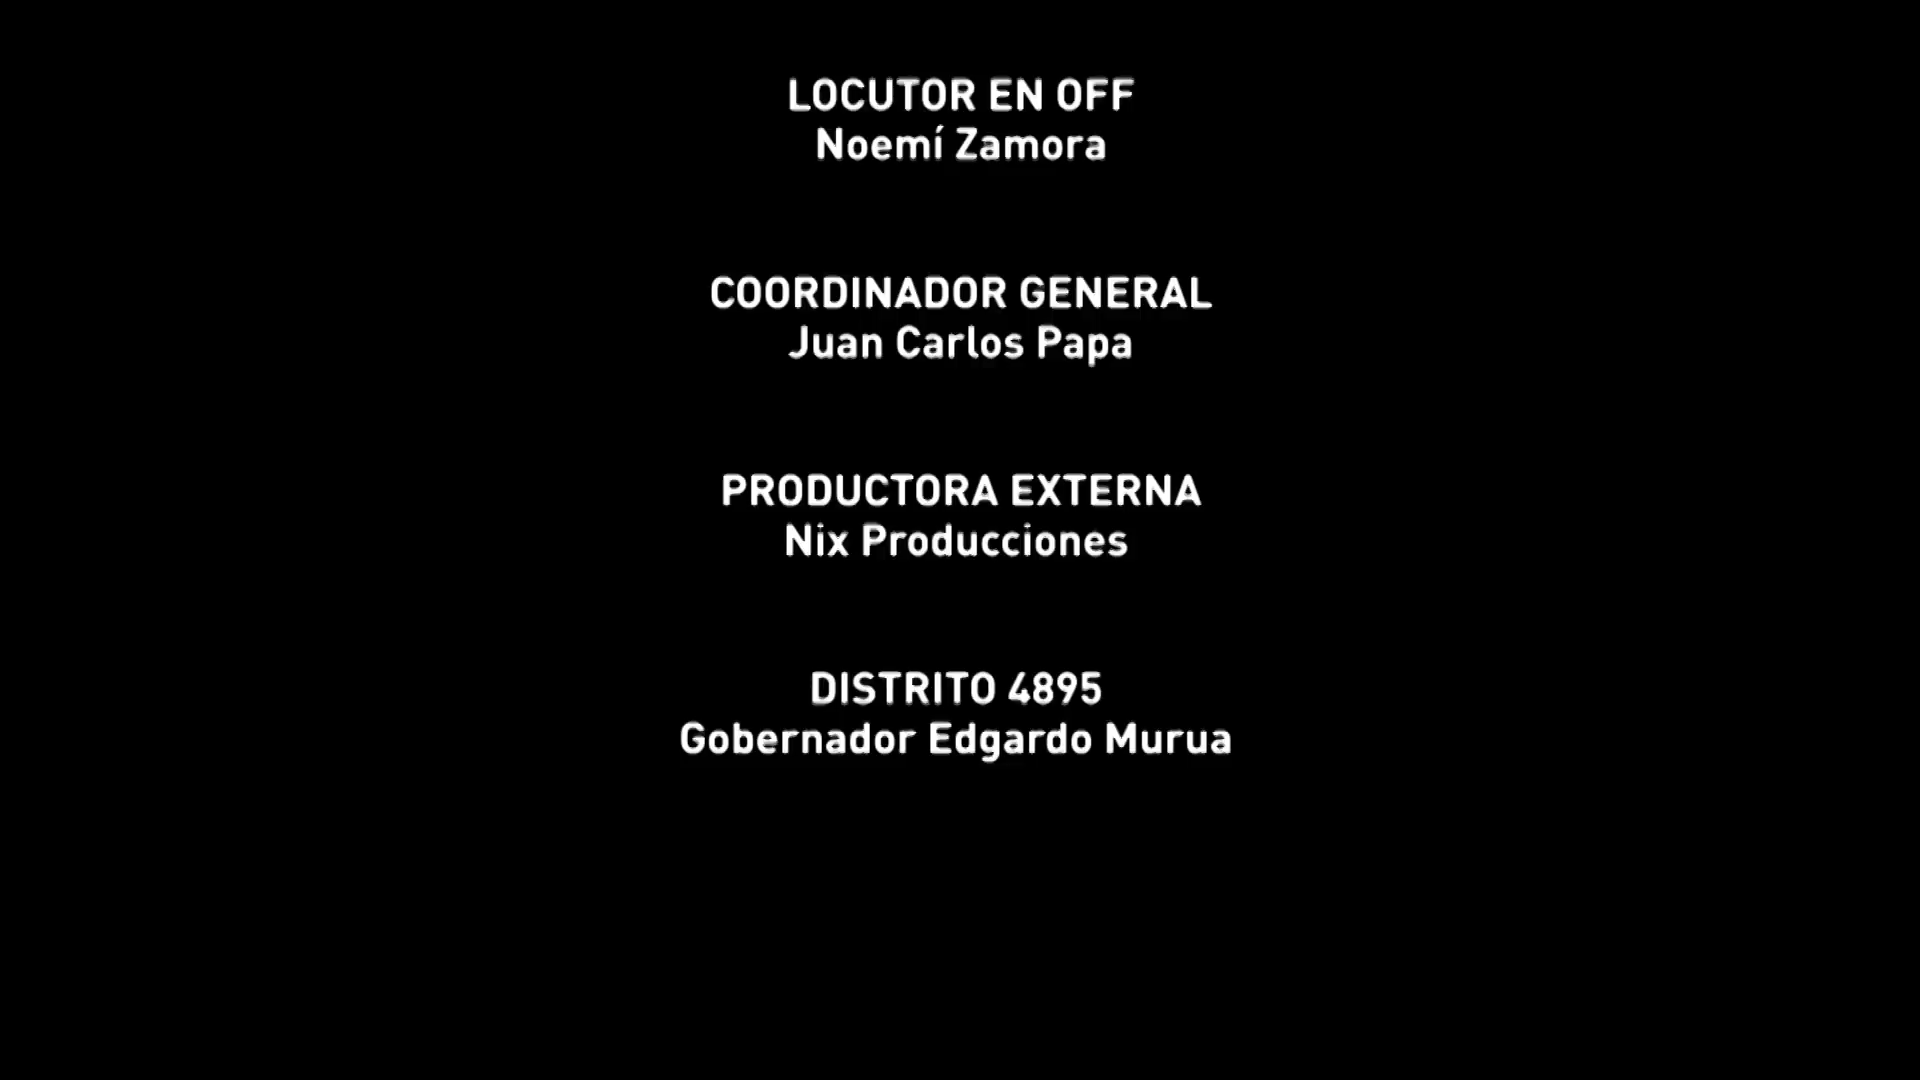 LOCUTOR EN OFF
Noemí Zamora
COORDINADOR GENERAL
Juan Carlos Papa
PRODUCTORA EXTERNA
Nix Producciones
DISTRITO 4895
Gobernador Edgardo Murua